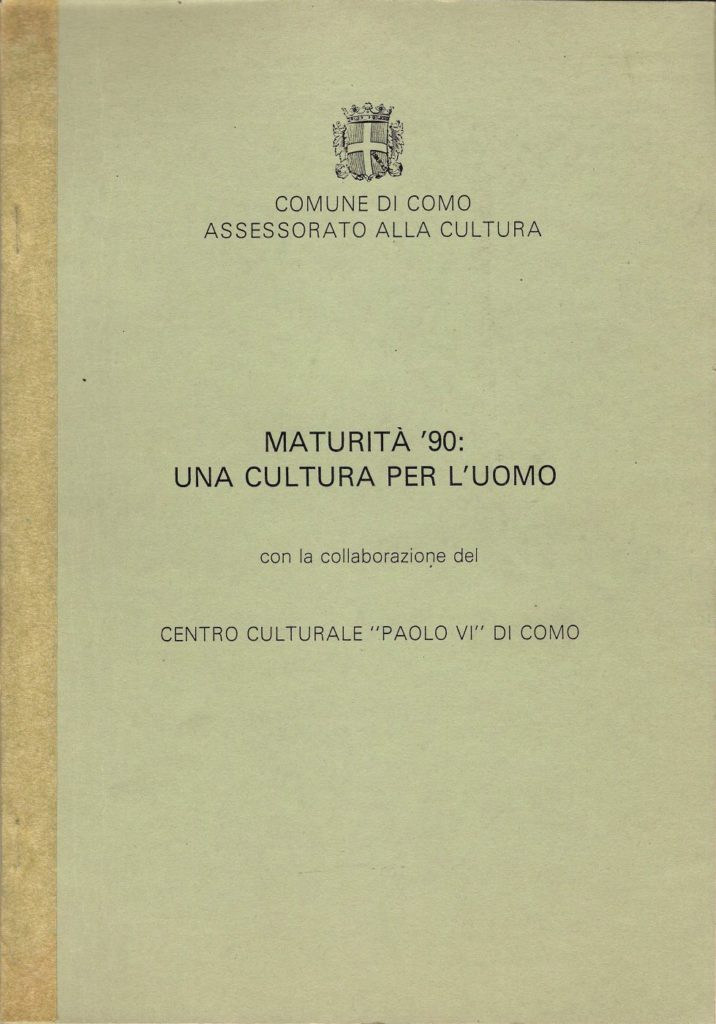 COMUNE DI COMO
ASSESSORATO ALLA CULTURA
MATURITÀ '90:
UNA CULTURA PER L'UOMO
con la collaborazione del
CENTRO CULTURALE "PAOLO VI" DI COMO